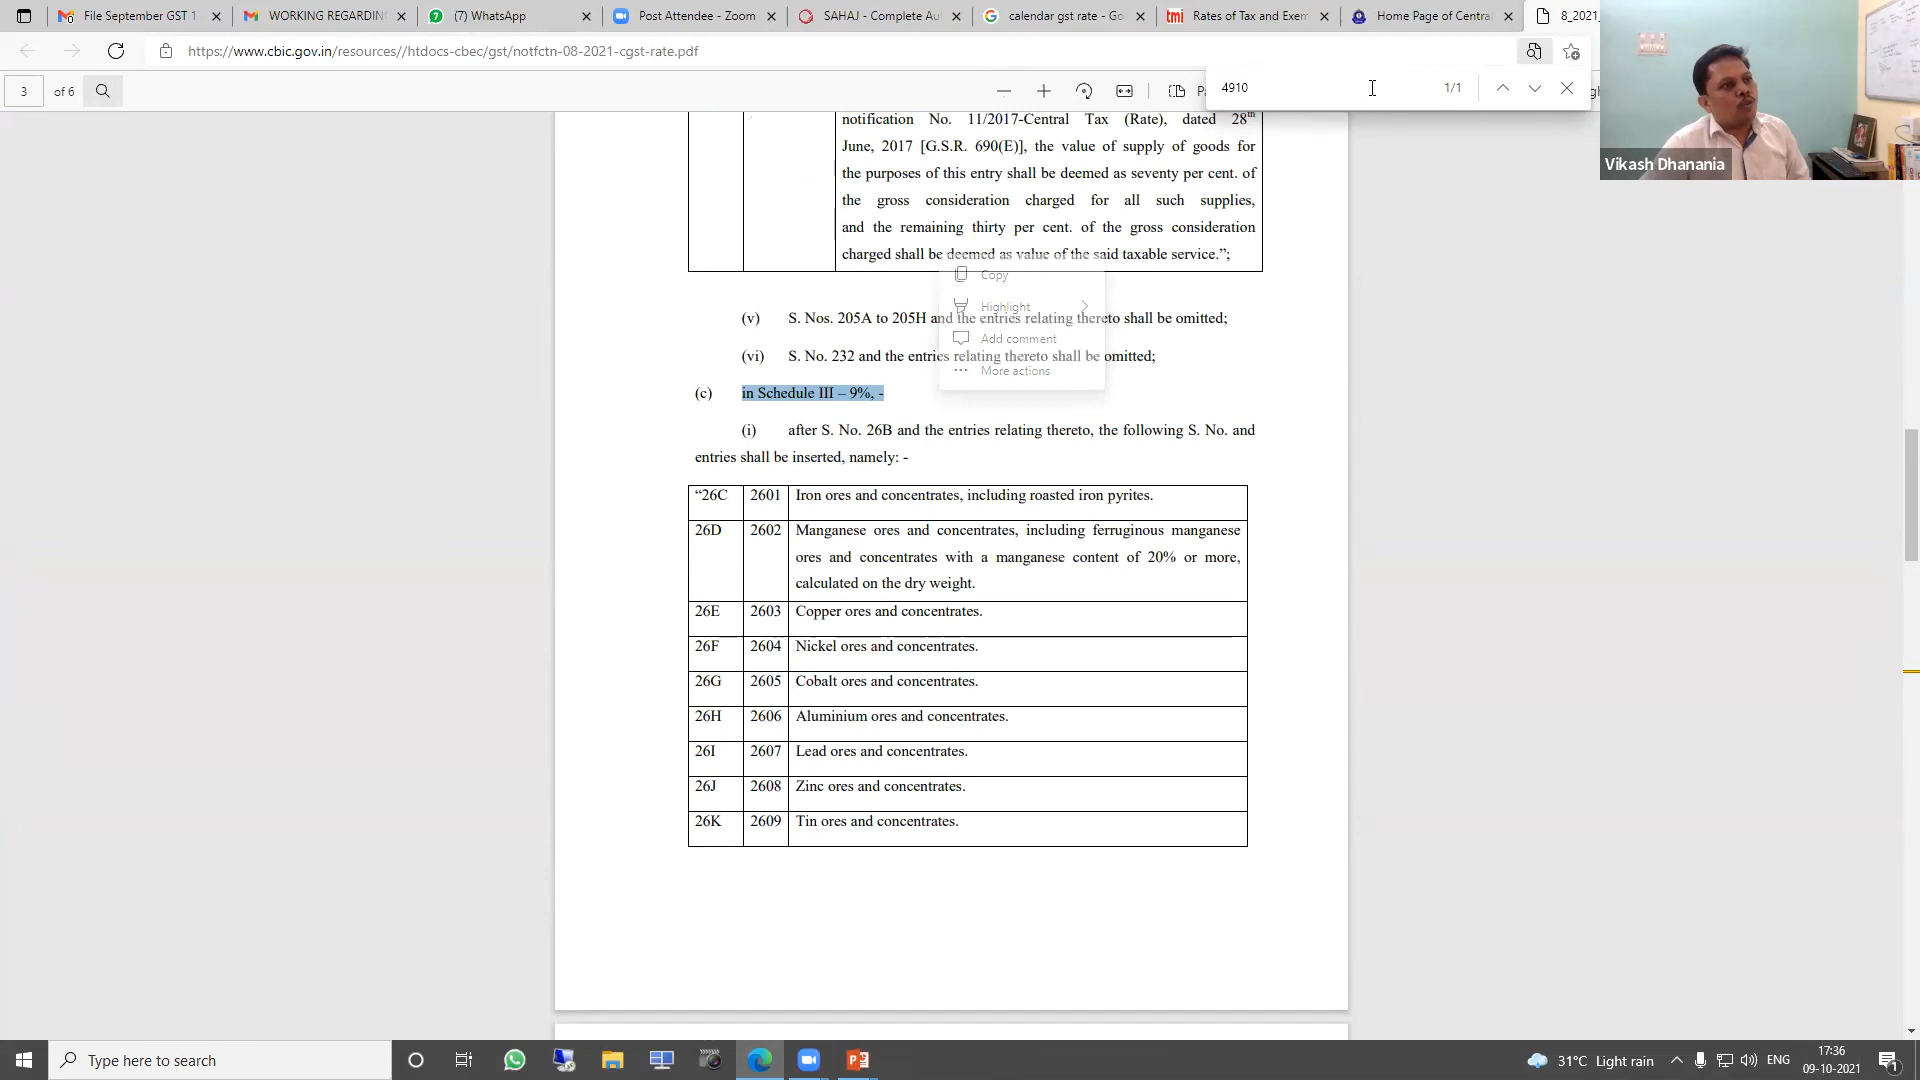 File September GST 1
WORKING REGARDIN
(7) WhatsApp
Post Attendee - Zoom
SAHAJ - Complete Au
calendar gst rate - Go
tmi Rates of Tax and Exem
Home Page of Central
8_2021_
https://www.cbic.gov.in/resources//htdocs-cbec/gst/notfctn-08-2021-cgst-rate.pdf
3 of 6
4910 1/1
Vikash Dhanania
notification No. 11/2017-Central Tax (Rate), dated 28th
June, 2017 [G.S.R. 690(E)], the value of supply of goods for
the purposes of this entry shall be deemed as seventy per cent. of
the gross consideration charged for all such supplies,
and the remaining thirty per cent. of the gross consideration
charged shall be deemed as value of the said taxable service.”;
Copy
Highlight
Add comment
More actions
(v) S. Nos. 205A to 205H and the entries relating thereto shall be omitted;
(vi) S. No. 232 and the entries relating thereto shall be omitted;
(c) in Schedule III – 9%, -
(i) after S. No. 26B and the entries relating thereto, the following S. No. and
entries shall be inserted, namely: -
“26C 2601 Iron ores and concentrates, including roasted iron pyrites.
26D 2602 Manganese ores and concentrates, including ferruginous manganese
ores and concentrates with a manganese content of 20% or more,
calculated on the dry weight.
26E 2603 Copper ores and concentrates.
26F 2604 Nickel ores and concentrates.
26G 2605 Cobalt ores and concentrates.
26H 2606 Aluminium ores and concentrates.
26I 2607 Lead ores and concentrates.
26J 2608 Zinc ores and concentrates.
26K 2609 Tin ores and concentrates.
Type here to search
31°C Light rain
ENG
17:36
09-10-2021